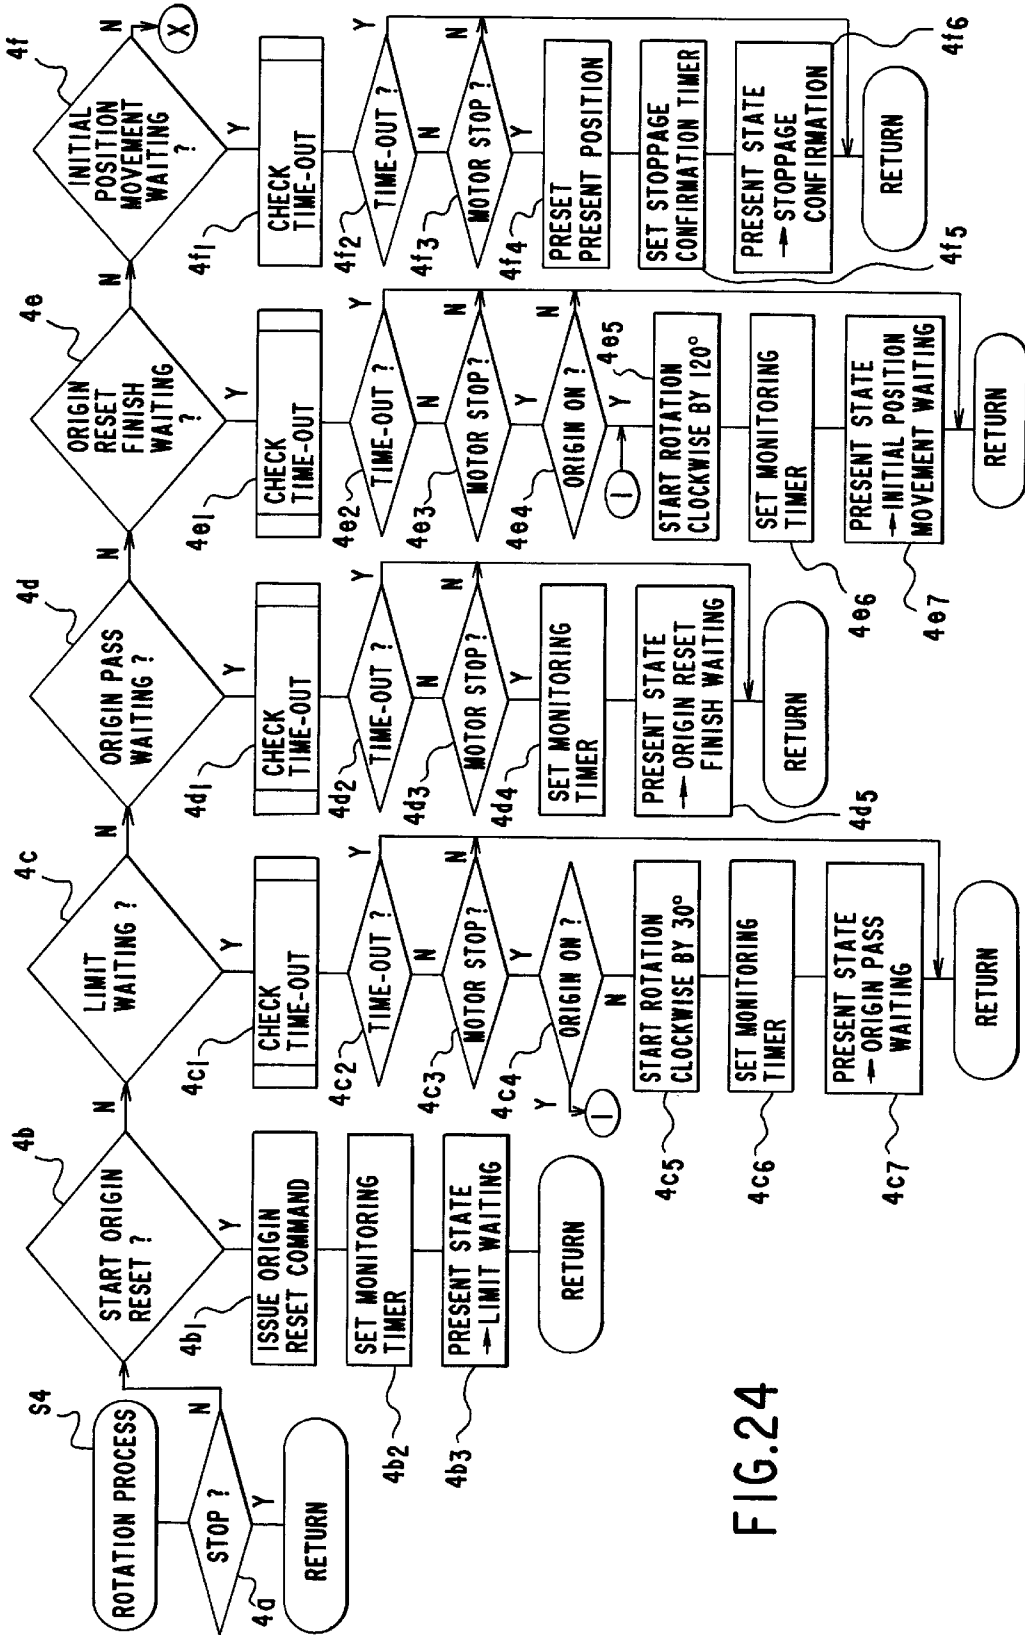 S4
ROTATION PROCESS
STOP ?
4a
Y
N
RETURN
4b
START ORIGIN
RESET ?
N
Y
4b1
ISSUE ORIGIN
RESET COMMAND
4b2
SET MONITORING
TIMER
4b3
PRESENT STATE
→ LIMIT WAITING
RETURN
4c
LIMIT
WAITING ?
N
Y
4c1
CHECK
TIME-OUT
4c2
TIME-OUT ?
Y
N
4c3
MOTOR STOP ?
N
Y
4c4
ORIGIN ON ?
Y
I
N
4c5
START ROTATION
CLOCKWISE BY 30°
4c6
SET MONITORING
TIMER
4c7
PRESENT STATE
→ ORIGIN PASS
WAITING
RETURN
4d
ORIGIN PASS
WAITING ?
N
Y
4d1
CHECK
TIME-OUT
4d2
TIME-OUT ?
Y
N
4d3
MOTOR STOP ?
N
Y
4d4
SET MONITORING
TIMER
4d5
PRESENT STATE
→ ORIGIN RESET
FINISH WAITING
RETURN
4e
ORIGIN
RESET
FINISH
WAITING
?
N
Y
4e1
CHECK
TIME-OUT
4e2
TIME-OUT ?
Y
N
4e3
MOTOR STOP ?
N
Y
4e4
ORIGIN ON ?
N
Y
I
4e5
START ROTATION
CLOCKWISE BY 120°
4e6
SET MONITORING
TIMER
4e7
PRESENT STATE
→ INITIAL POSITION
MOVEMENT WAITING
RETURN
4f
INITIAL
POSITION
MOVEMENT
WAITING
?
N
X
Y
4f1
CHECK
TIME-OUT
4f2
TIME-OUT ?
Y
N
4f3
MOTOR STOP ?
N
Y
4f4
PRESET
PRESENT POSITION
4f5
SET STOPPAGE
CONFIRMATION TIMER
4f6
PRESENT STATE
→ STOPPAGE
CONFIRMATION
RETURN
FIG.24